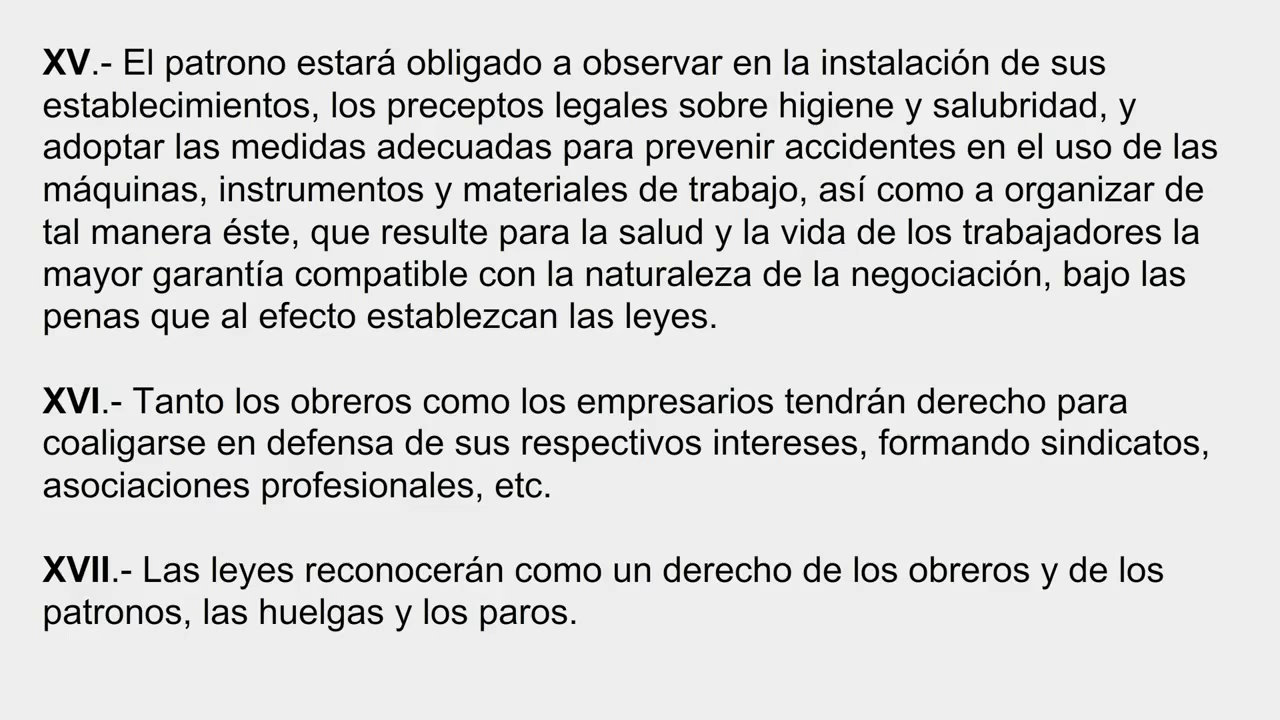 XV.- El patrono estará obligado a observar en la instalación de sus
establecimientos, los preceptos legales sobre higiene y salubridad, y
adoptar las medidas adecuadas para prevenir accidentes en el uso de las
máquinas, instrumentos y materiales de trabajo, así como a organizar de
tal manera éste, que resulte para la salud y la vida de los trabajadores la
mayor garantía compatible con la naturaleza de la negociación, bajo las
penas que al efecto establezcan las leyes.
XVI.- Tanto los obreros como los empresarios tendrán derecho para
coaligarse en defensa de sus respectivos intereses, formando sindicatos,
asociaciones profesionales, etc.
XVII.- Las leyes reconocerán como un derecho de los obreros y de los
patronos, las huelgas y los paros.